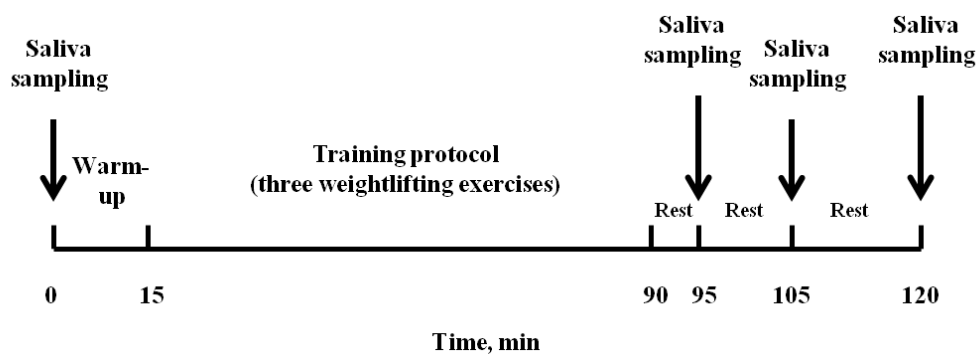 Saliva
sampling
Saliva
sampling
Saliva
sampling
Saliva
sampling
Warm-
up
Training protocol
(three weightlifting exercises)
Rest
Rest
Rest
0
15
90
95
105
120
Time, min